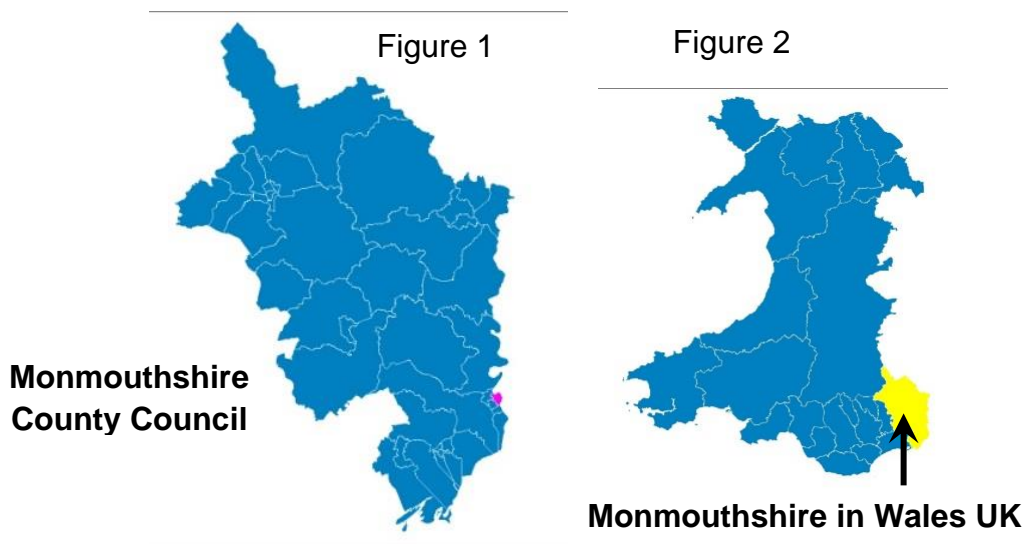 Figure 1
Figure 2
Monmouthshire
County Council
Monmouthshire in Wales UK